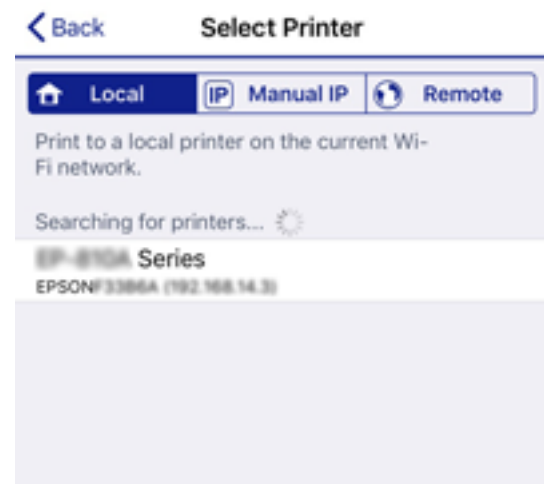 Back Select Printer
Local Manual IP Remote
Print to a local printer on the current Wi-
Fi network.
Searching for printers...
Series
EPSON